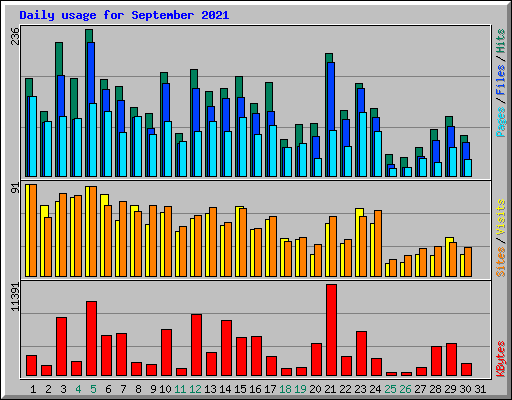 Daily usage for September 2021
236
Pages / Files / Hits
91
Sites / Visits
11391
KBytes
1 2 3 4 5 6 7 8 9 10 11 12 13 14 15 16 17 18 19 20 21 22 23 24 25 26 27 28 29 30 31